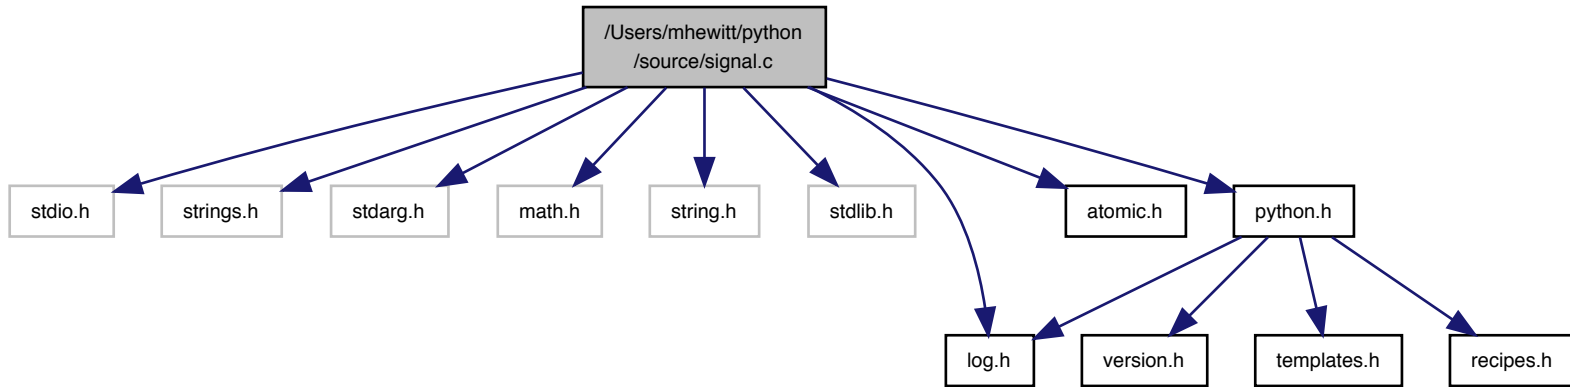 /Users/mhewitt/python
/source/signal.c
stdio.h
strings.h
stdarg.h
math.h
string.h
stdlib.h
atomic.h
python.h
log.h
version.h
templates.h
recipes.h